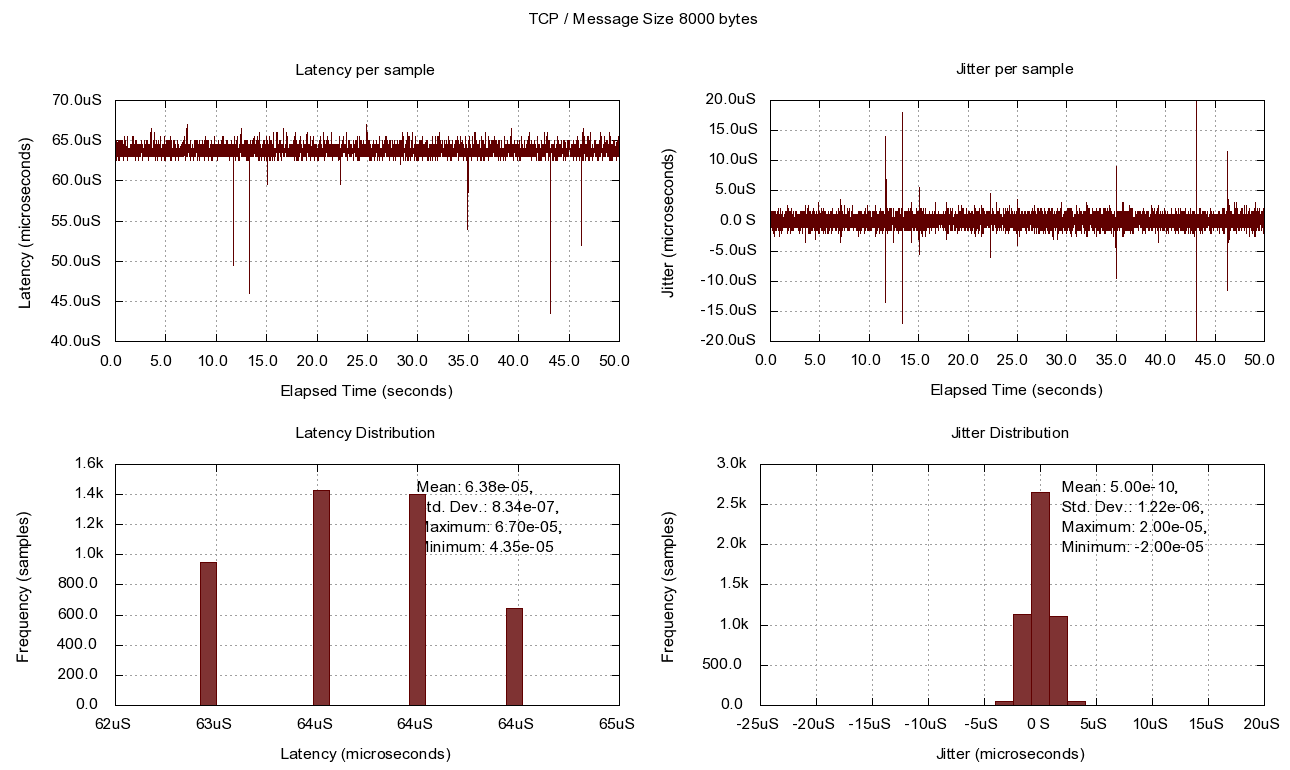 TCP / Message Size 8000 bytes
Latency per sample
70.0uS
65.0uS
60.0uS
55.0uS
50.0uS
45.0uS
40.0uS
Latency (microseconds)
0.0 5.0 10.0 15.0 20.0 25.0 30.0 35.0 40.0 45.0 50.0
Elapsed Time (seconds)
Jitter per sample
20.0uS
15.0uS
10.0uS
5.0uS
0.0 S
-5.0uS
-10.0uS
-15.0uS
-20.0uS
Jitter (microseconds)
0.0 5.0 10.0 15.0 20.0 25.0 30.0 35.0 40.0 45.0 50.0
Elapsed Time (seconds)
Latency Distribution
1.6k
1.4k
1.2k
1.0k
800.0
600.0
400.0
200.0
0.0
Frequency (samples)
Mean: 6.38e-05,
Std. Dev.: 8.34e-07,
Maximum: 6.70e-05,
Minimum: 4.35e-05
62uS 63uS 64uS 64uS 64uS 65uS
Latency (microseconds)
Jitter Distribution
3.0k
2.5k
2.0k
1.5k
1.0k
500.0
0.0
Frequency (samples)
Mean: 5.00e-10,
Std. Dev.: 1.22e-06,
Maximum: 2.00e-05,
Minimum: -2.00e-05
-25uS -20uS -15uS -10uS -5uS 0 S 5uS 10uS 15uS 20uS
Jitter (microseconds)